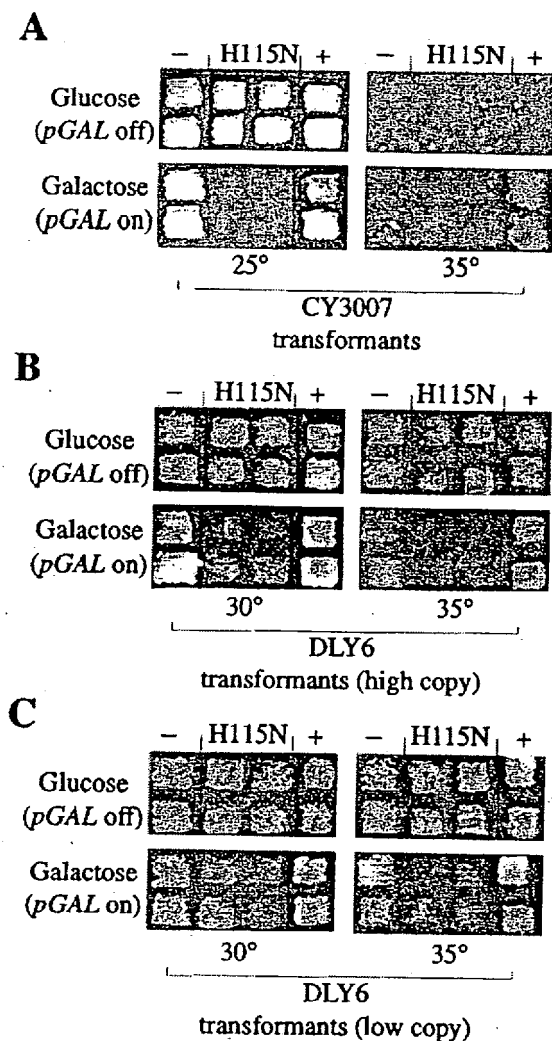 A
− H115N +
Glucose
(pGAL off)
Galactose
(pGAL on)
25° 35°
CY3007
transformants
B
− H115N + − H115N +
Glucose
(pGAL off)
Galactose
(pGAL on)
30° 35°
DLY6
transformants (high copy)
C
− H115N + − H115N +
Glucose
(pGAL off)
Galactose
(pGAL on)
30° 35°
DLY6
transformants (low copy)